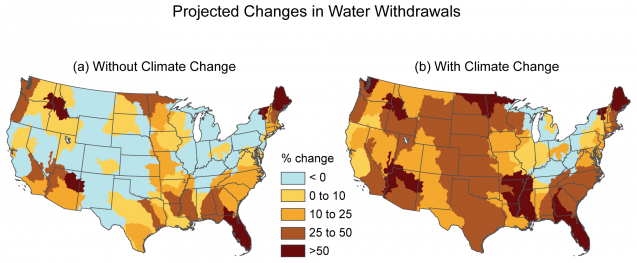 Projected Changes in Water Withdrawals
(a) Without Climate Change
(b) With Climate Change
% change
< 0
0 to 10
10 to 25
25 to 50
>50